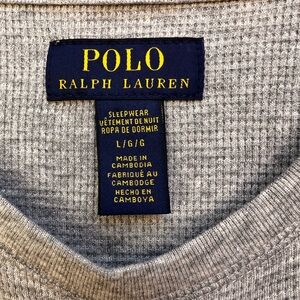 POLO
RALPH LAUREN
SLEEPWEAR
VÊTEMENT DE NUIT
ROPA DE DORMIR
L/G/G
MADE IN
CAMBODIA
FABRIQUÉ AU
CAMBODGE
HECHO EN
CAMBOYA